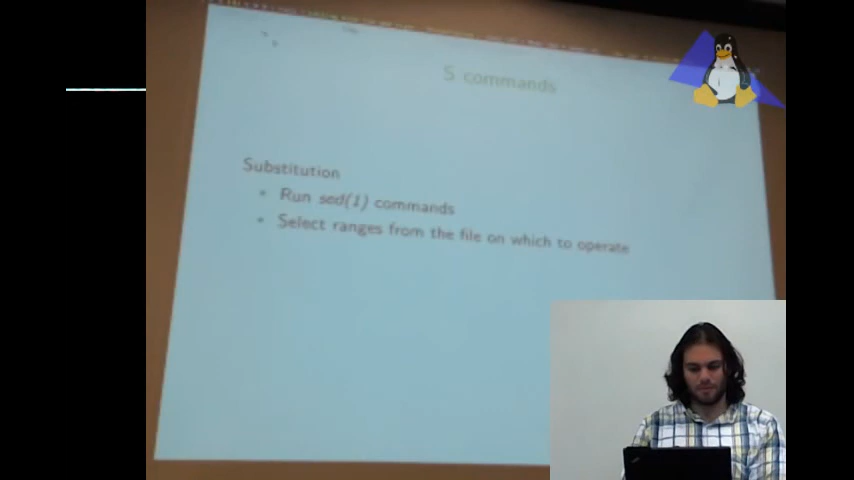 S commands
Substitution
• Run sed(1) commands
• Select ranges from the file on which to operate